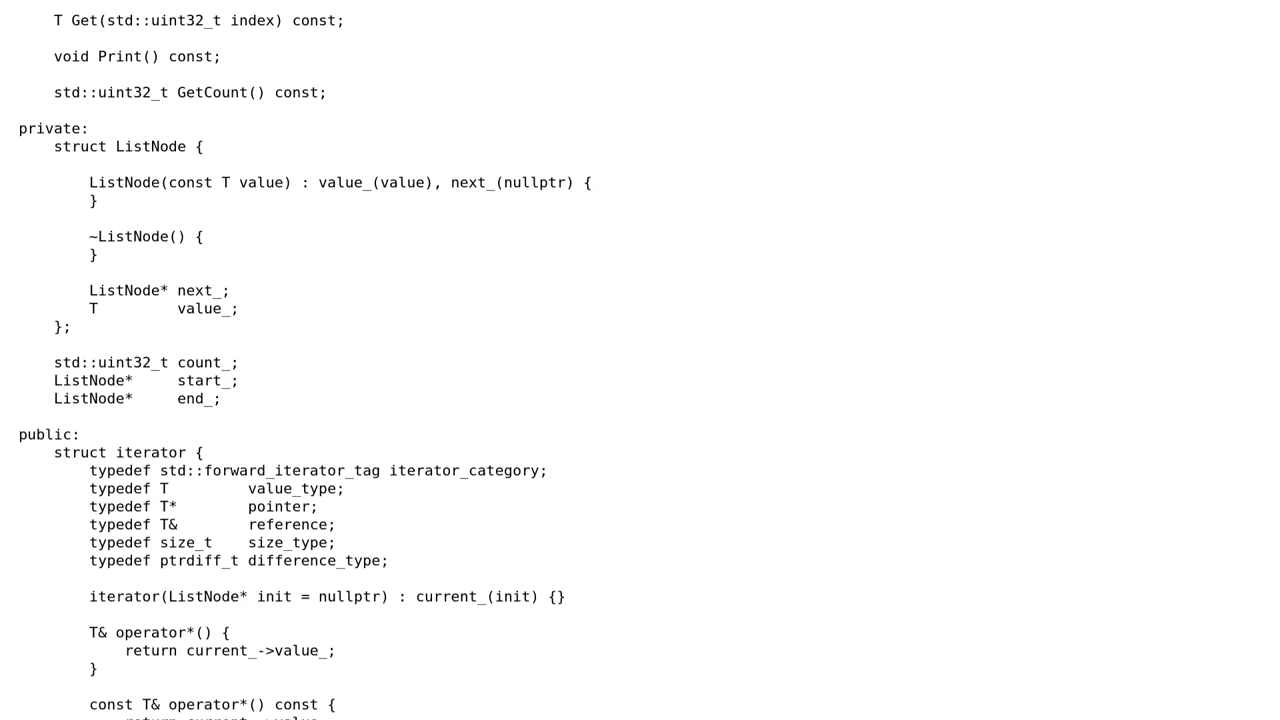 T Get(std::uint32_t index) const;

    void Print() const;

    std::uint32_t GetCount() const;

private:
    struct ListNode {

        ListNode(const T value) : value_(value), next_(nullptr) {
        }

        ~ListNode() {
        }

        ListNode* next_;
        T         value_;
    };

    std::uint32_t count_;
    ListNode*     start_;
    ListNode*     end_;

public:
    struct iterator {
        typedef std::forward_iterator_tag iterator_category;
        typedef T         value_type;
        typedef T*        pointer;
        typedef T&        reference;
        typedef size_t    size_type;
        typedef ptrdiff_t difference_type;

        iterator(ListNode* init = nullptr) : current_(init) {}

        T& operator*() {
            return current_->value_;
        }

        const T& operator*() const {